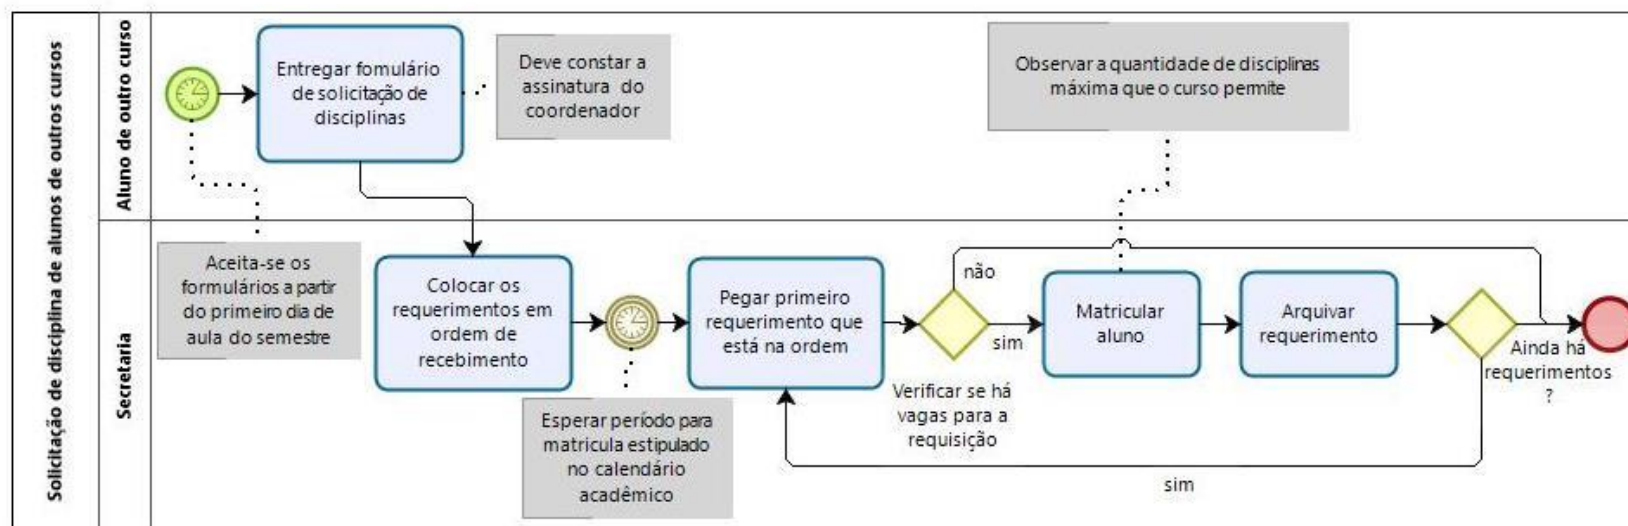 Solicitação de disciplina de alunos de outros cursos
Aluno de outro curso
Entregar fomulário
de solicitação de
disciplinas
Deve constar a
assinatura do
coordenador
Observar a quantidade de disciplinas
máxima que o curso permite
Secretaria
Aceita-se os
formulários a partir
do primeiro dia de
aula do semestre
Colocar os
requerimentos em
ordem de
recebimento
Esperar período para
matricula estipulado
no calendário
acadêmico
Pegar primeiro
requerimento que
está na ordem
não
sim
Verificar se há
vagas para a
requisição
Matricular
aluno
Arquivar
requerimento
Ainda há
requerimentos
?
sim